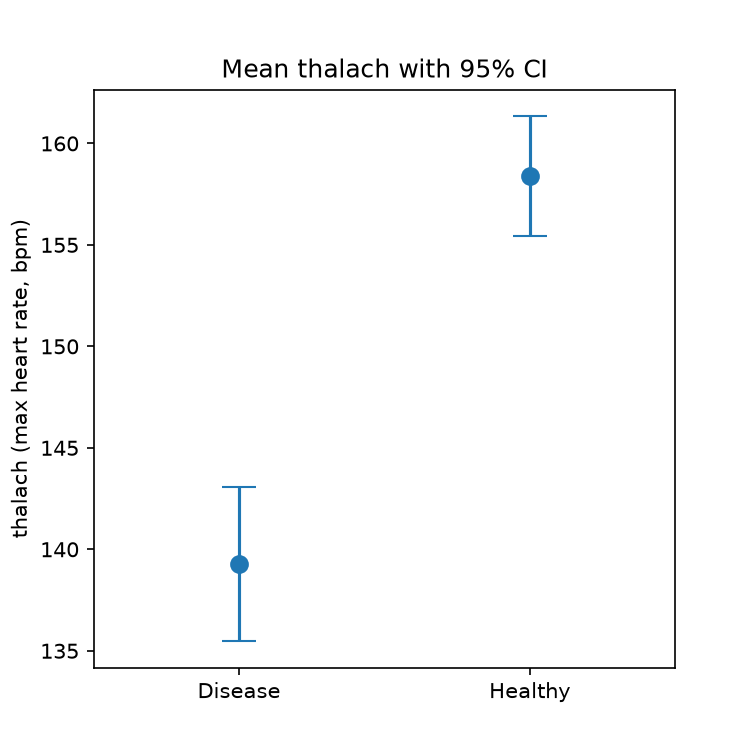 Mean thalach with 95% CI
thalach (max heart rate, bpm)
160
155
150
145
140
135
Disease Healthy